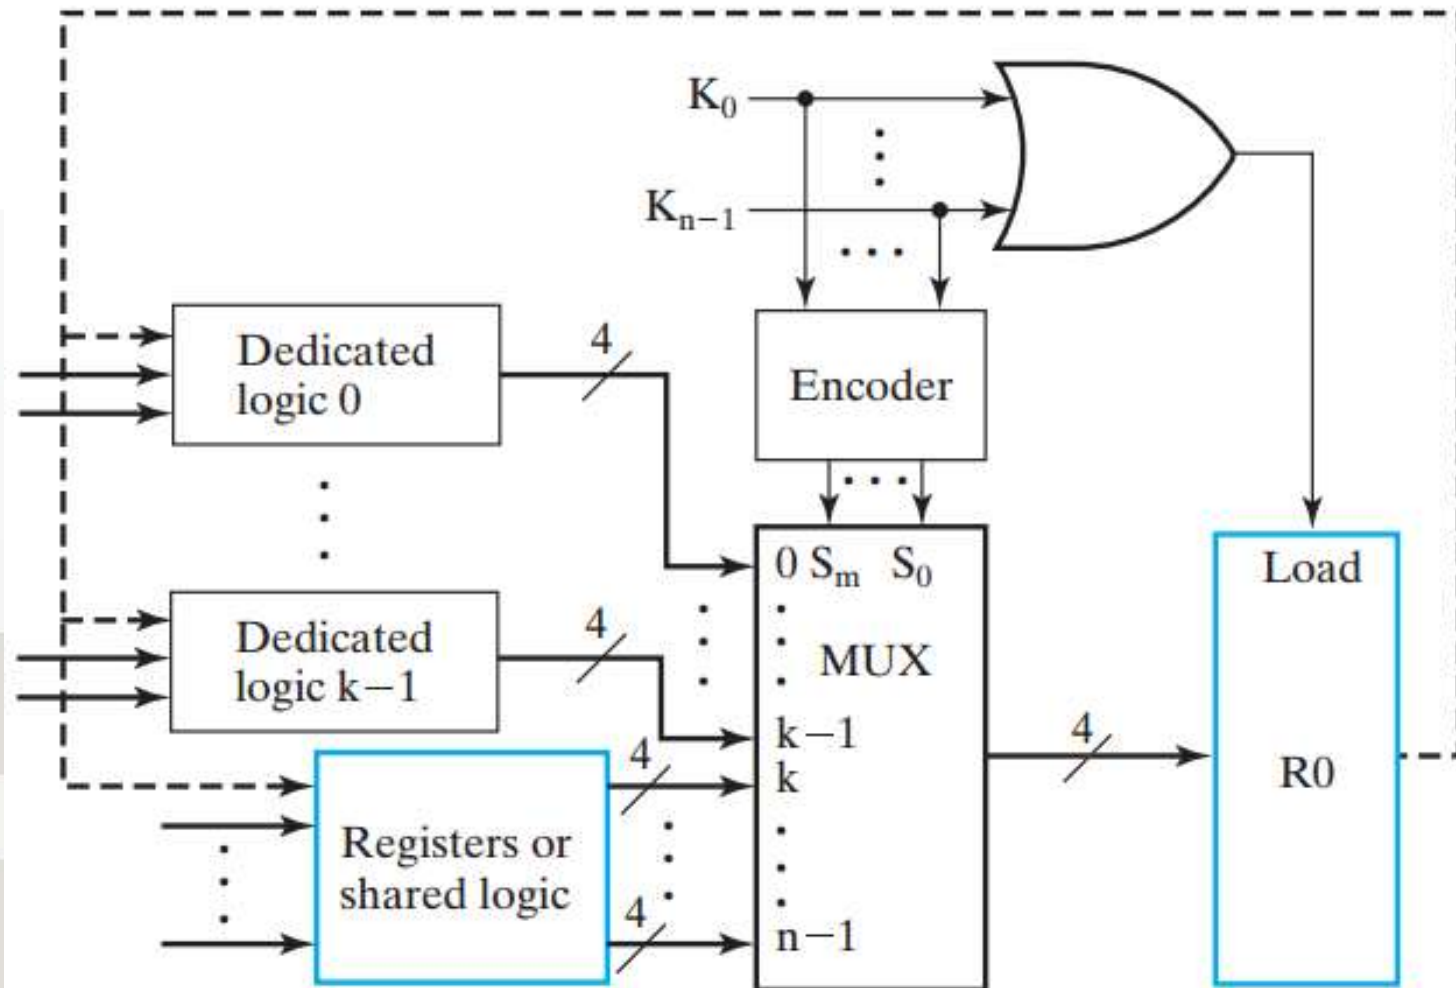 K0
Kn−1
Dedicated
logic 0
4
Encoder
0 Sm S0
Load
Dedicated
logic k−1
4
MUX
k−1
4
k
4
R0
Registers or
shared logic
4
n−1